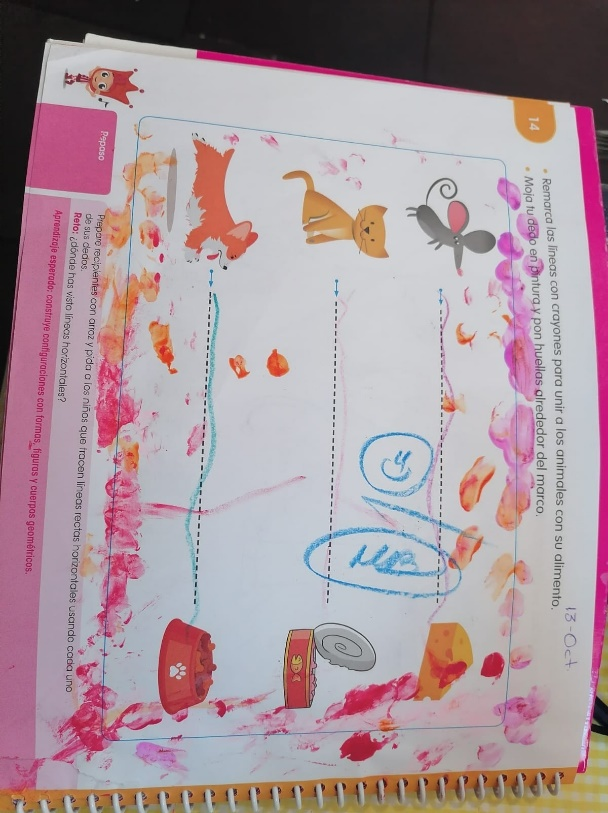 14
13-Oct
• Remarca las líneas con crayones para unir a los animales con su alimento.
• Moja tu dedo en pintura y pon huellas alrededor del marco.
MB
Repaso
Prepare recipientes con arroz y pida a los niños que tracen líneas rectas horizontales usando cada uno
de sus dedos.
Reto: ¿dónde has visto líneas horizontales?
Aprendizaje esperado: construye configuraciones con formas, figuras y cuerpos geométricos.